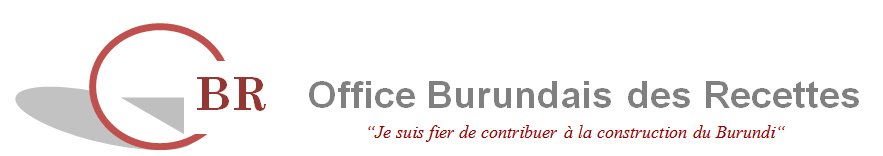 BR
Office Burundais des Recettes
“Je suis fier de contribuer à la construction du Burundi“